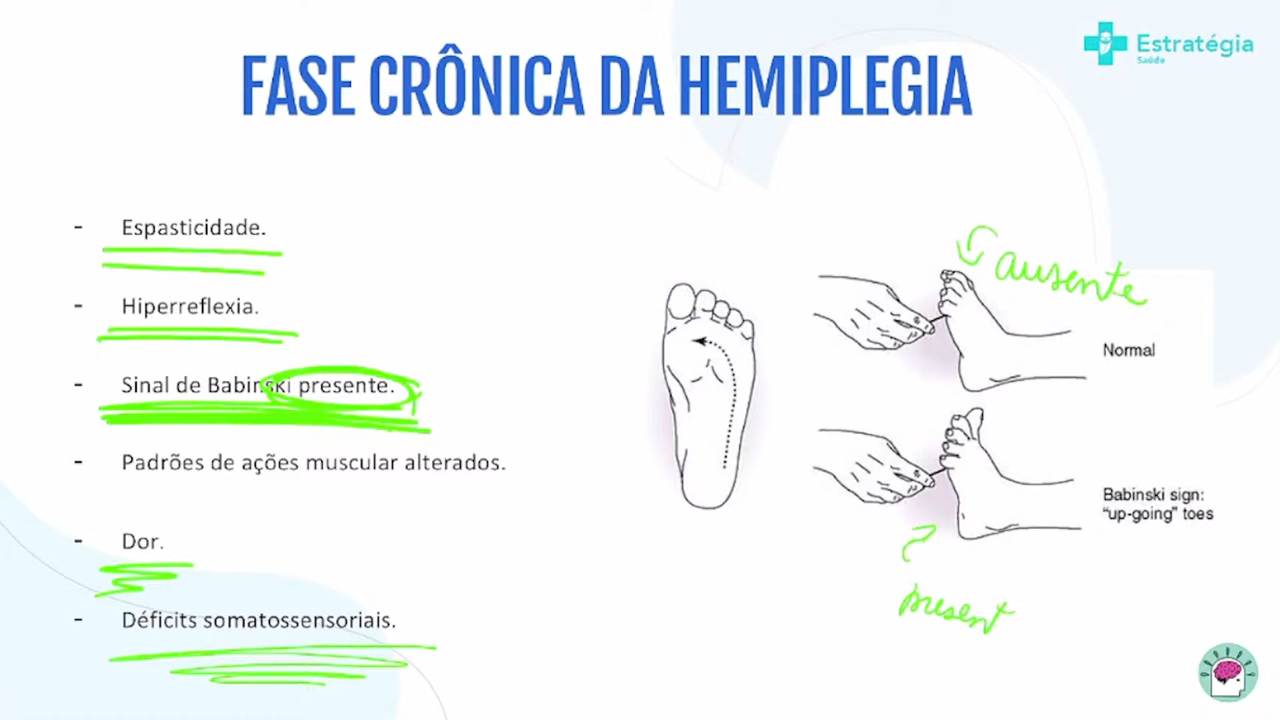 Estratégia
Saúde
FASE CRÔNICA DA HEMIPLEGIA
- Espasticidade.
- Hiperreflexia.
- Sinal de Babinski presente.
- Padrões de ações muscular alterados.
- Dor.
- Déficits somatossensoriais.
ausente
Normal
Babinski sign:
"up-going" toes
present